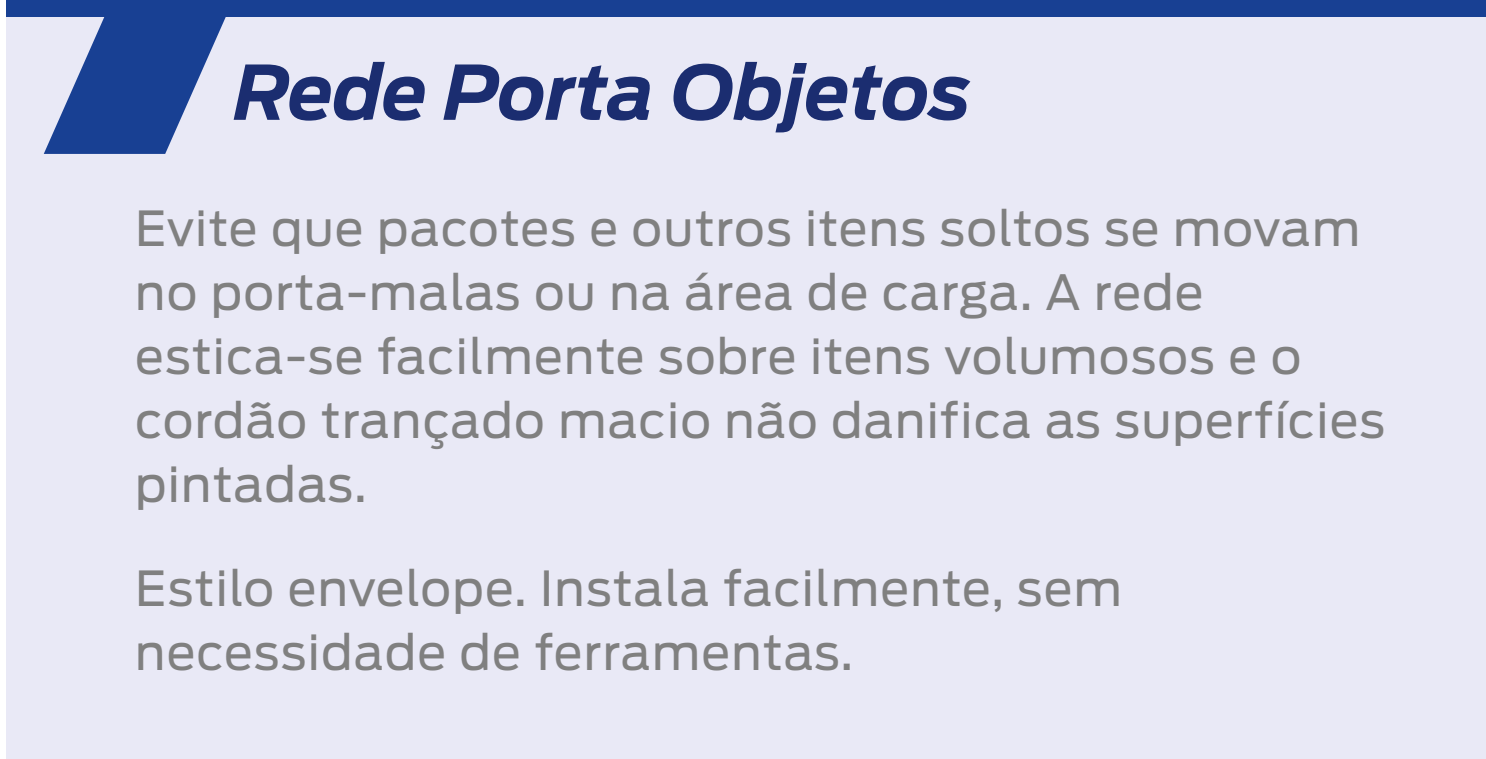 Rede Porta Objetos
Evite que pacotes e outros itens soltos se movam
no porta-malas ou na área de carga. A rede
estica-se facilmente sobre itens volumosos e o
cordão trançado macio não danifica as superfícies
pintadas.
Estilo envelope. Instala facilmente, sem
necessidade de ferramentas.